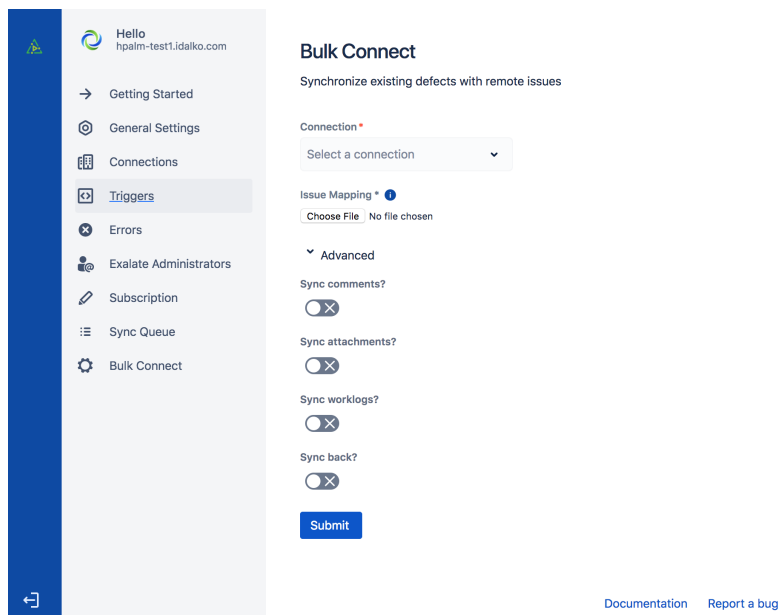 Hello
hpalm-test1.idalko.com
Getting Started
General Settings
Connections
Triggers
Errors
Exalate Administrators
Subscription
Sync Queue
Bulk Connect
Bulk Connect
Synchronize existing defects with remote issues
Connection *
Select a connection
Issue Mapping * i
Choose File No file chosen
Advanced
Sync comments?
Sync attachments?
Sync worklogs?
Sync back?
Submit
Documentation Report a bug